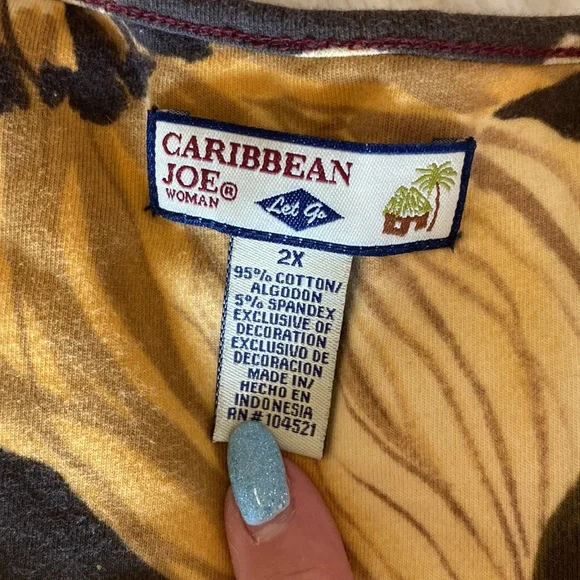 CARIBBEAN
JOE®
WOMAN
Let Go
2X
95% COTTON/
ALGODON
5% SPANDEX
EXCLUSIVE OF
DECORATION
EXCLUSIVO DE
DECORACION
MADE IN/
HECHO EN
INDONESIA
RN# 104521